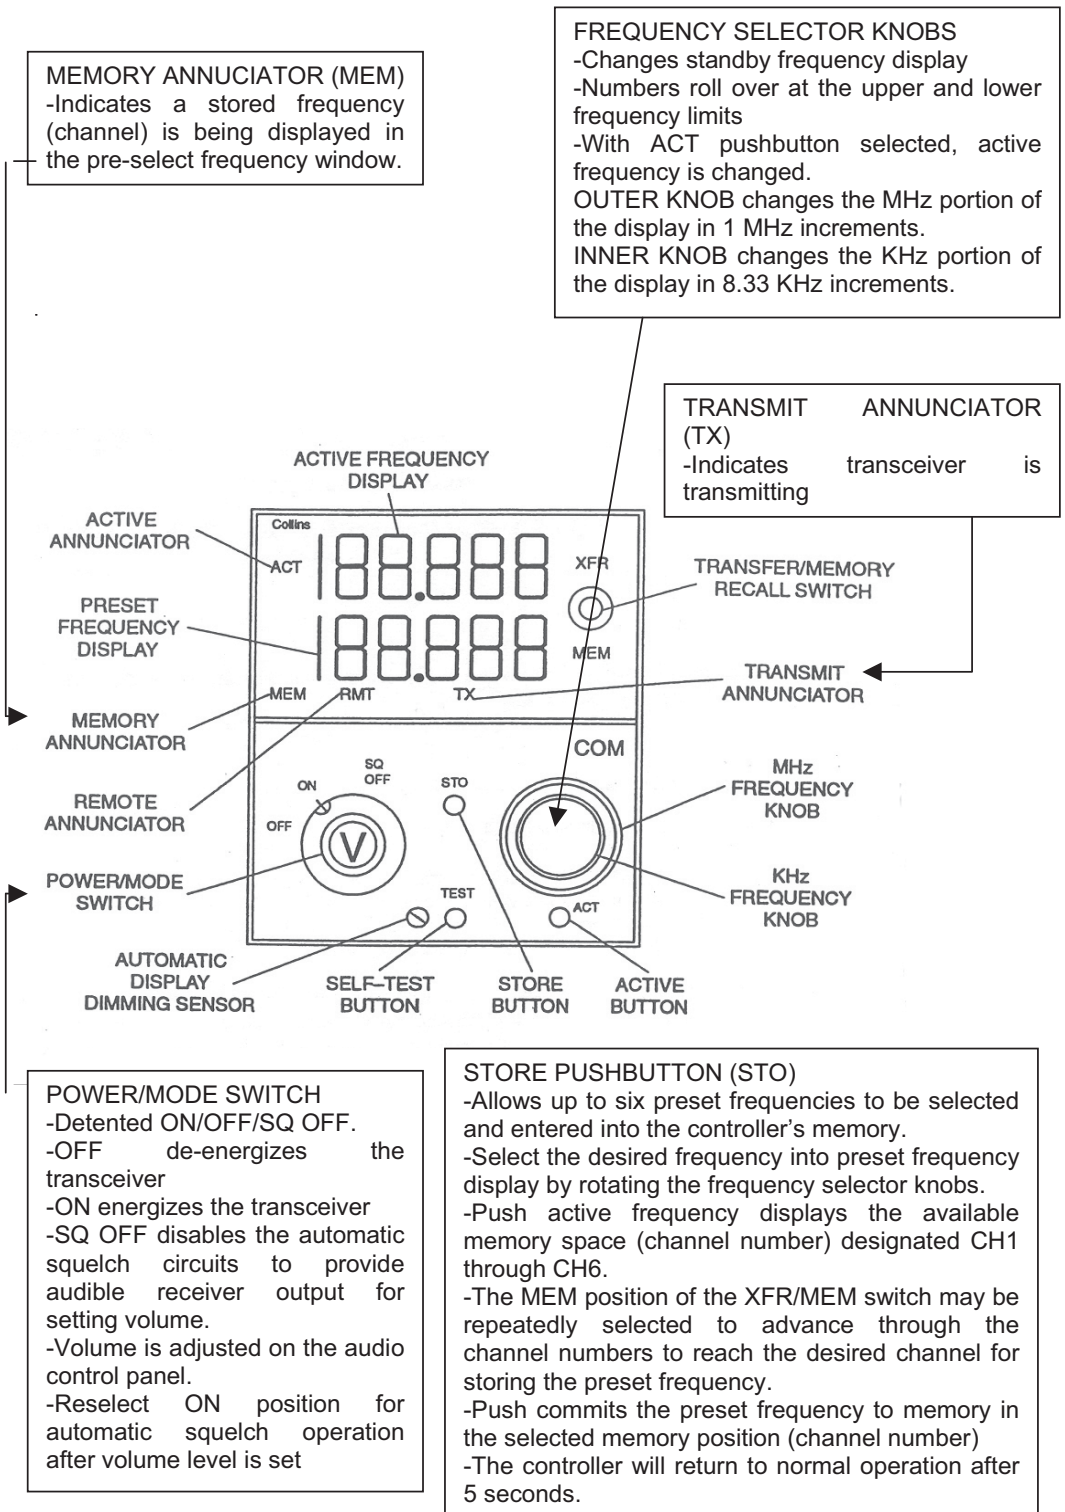 FREQUENCY SELECTOR KNOBS
-Changes standby frequency display
-Numbers roll over at the upper and lower
frequency limits
-With ACT pushbutton selected, active
frequency is changed.
OUTER KNOB changes the MHz portion of
the display in 1 MHz increments.
INNER KNOB changes the KHz portion of
the display in 8.33 KHz increments.
MEMORY ANNUCIATOR (MEM)
-Indicates a stored frequency
(channel) is being displayed in
the pre-select frequency window.
TRANSMIT ANNUNCIATOR
(TX)
-Indicates transceiver is
transmitting
ACTIVE FREQUENCY
DISPLAY
ACTIVE
ANNUNCIATOR
PRESET
FREQUENCY
DISPLAY
MEMORY
ANNUNCIATOR
REMOTE
ANNUNCIATOR
POWER/MODE
SWITCH
AUTOMATIC
DISPLAY
DIMMING SENSOR
Collins
ACT
88.888
XFR
88.888
MEM
MEM
RMT
TX
COM
SQ
OFF
ON
OFF
V
STO
TEST
ACT
TRANSFER/MEMORY
RECALL SWITCH
TRANSMIT
ANNUNCIATOR
MHz
FREQUENCY
KNOB
KHz
FREQUENCY
KNOB
SELF–TEST
BUTTON
STORE
BUTTON
ACTIVE
BUTTON
POWER/MODE SWITCH
-Detented ON/OFF/SQ OFF.
-OFF de-energizes the
transceiver
-ON energizes the transceiver
-SQ OFF disables the automatic
squelch circuits to provide
audible receiver output for
setting volume.
-Volume is adjusted on the audio
control panel.
-Reselect ON position for
automatic squelch operation
after volume level is set
STORE PUSHBUTTON (STO)
-Allows up to six preset frequencies to be selected
and entered into the controller's memory.
-Select the desired frequency into preset frequency
display by rotating the frequency selector knobs.
-Push active frequency displays the available
memory space (channel number) designated CH1
through CH6.
-The MEM position of the XFR/MEM switch may be
repeatedly selected to advance through the
channel numbers to reach the desired channel for
storing the preset frequency.
-Push commits the preset frequency to memory in
the selected memory position (channel number)
-The controller will return to normal operation after
5 seconds.